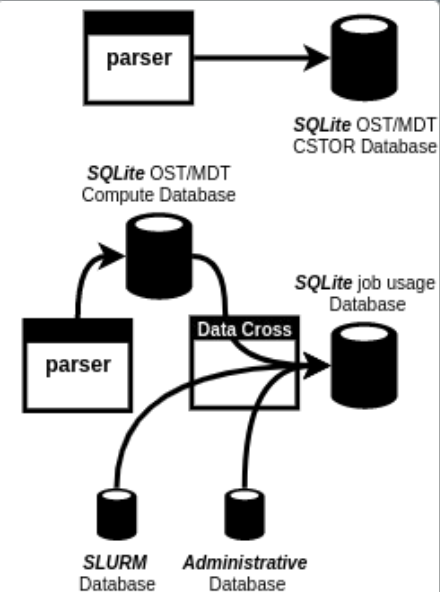 parser
SQLite OST/MDT
CSTOR Database
SQLite OST/MDT
Compute Database
SQLite job usage
Database
Data Cross
parser
SLURM
Database
Administrative
Database